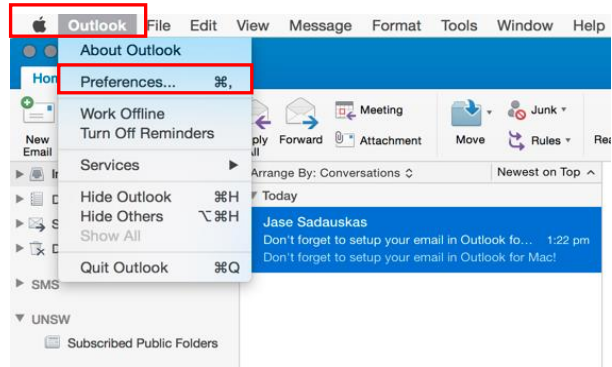 Outlook File Edit View Message Format Tools Window Help
About Outlook
Preferences... ⌘,
Work Offline
Turn Off Reminders
Services
Hide Outlook ⌘H
Hide Others ⌥⌘H
Show All
Quit Outlook ⌘Q
New
Email
Forward
Meeting
Attachment
Move
Junk
Rules
Arrange By: Conversations
Newest on Top
Today
Jase Sadauskas
Don't forget to setup your email in Outlook fo... 1:22 pm
Don't forget to setup your email in Outlook for Mac!
SMS
UNSW
Subscribed Public Folders